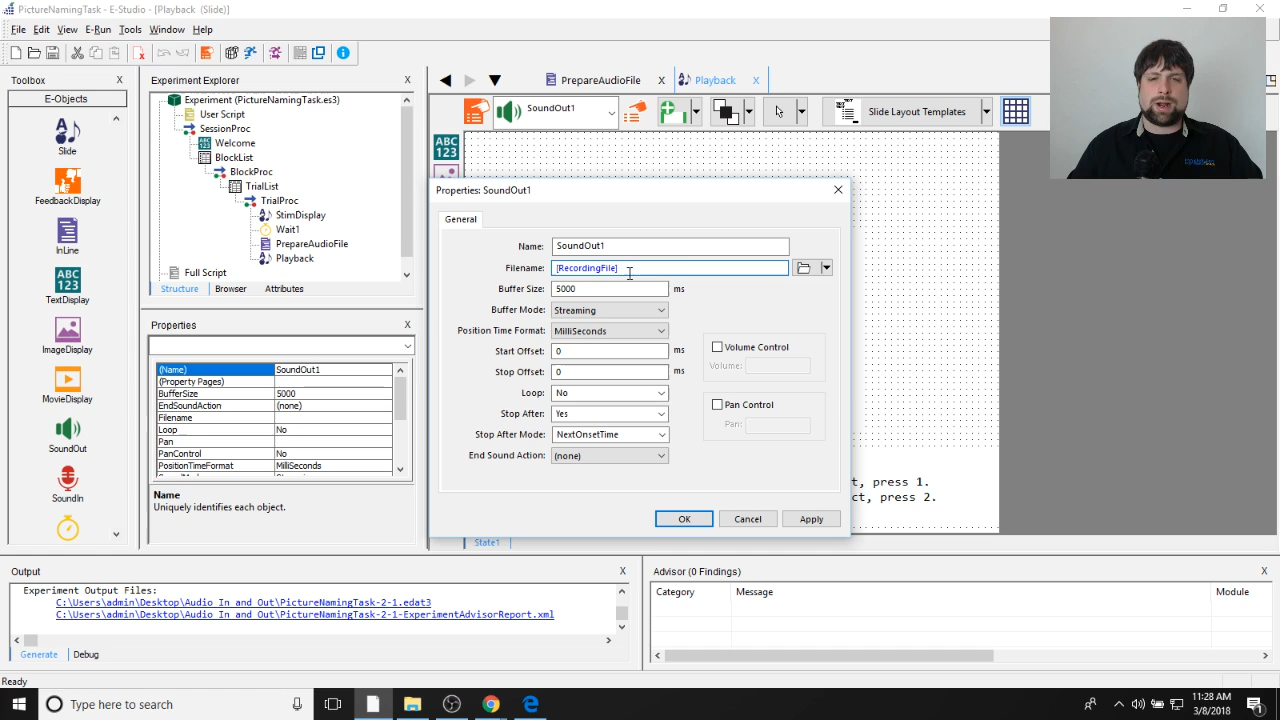 PictureNamingTask - E-Studio - [Playback (Slide)]
File Edit View E-Run Tools Window Help
Toolbox
E-Objects
Slide
FeedbackDisplay
InLine
TextDisplay
ImageDisplay
MovieDisplay
SoundOut
SoundIn
Experiment Explorer
Experiment (PictureNamingTask.es3)
User Script
SessionProc
Welcome
BlockList
BlockProc
TrialList
TrialProc
StimDisplay
Wait1
PrepareAudioFile
Playback
Full Script
Structure Browser Attributes
Properties
(Name) SoundOut1
(Property Pages)
BufferSize 5000
EndSoundAction (none)
Filename
Loop No
Pan
PanControl No
PositionTimeFormat MilliSeconds
Name
Uniquely identifies each object.
PrepareAudioFile
Playback
SoundOut1
Slide Layout Templates
ABC
123
Properties: SoundOut1
General
Name: SoundOut1
Filename: [RecordingFile]
Buffer Size: 5000 ms
Buffer Mode: Streaming
Position Time Format: MilliSeconds
Start Offset: 0 ms
Stop Offset: 0 ms
Loop: No
Stop After: Yes
Stop After Mode: NextOnsetTime
End Sound Action: (none)
Volume Control
Volume:
Pan Control
Pan:
OK Cancel Apply
t, press 1.
ct, press 2.
State1
Output
Experiment Output Files:
C:\Users\admin\Desktop\Audio In and Out\PictureNamingTask-2-1.edat3
C:\Users\admin\Desktop\Audio In and Out\PictureNamingTask-2-1-ExperimentAdvisorReport.xml
Generate Debug
Advisor (0 Findings)
Category Message Module
Ready
Type here to search
11:28 AM
3/8/2018